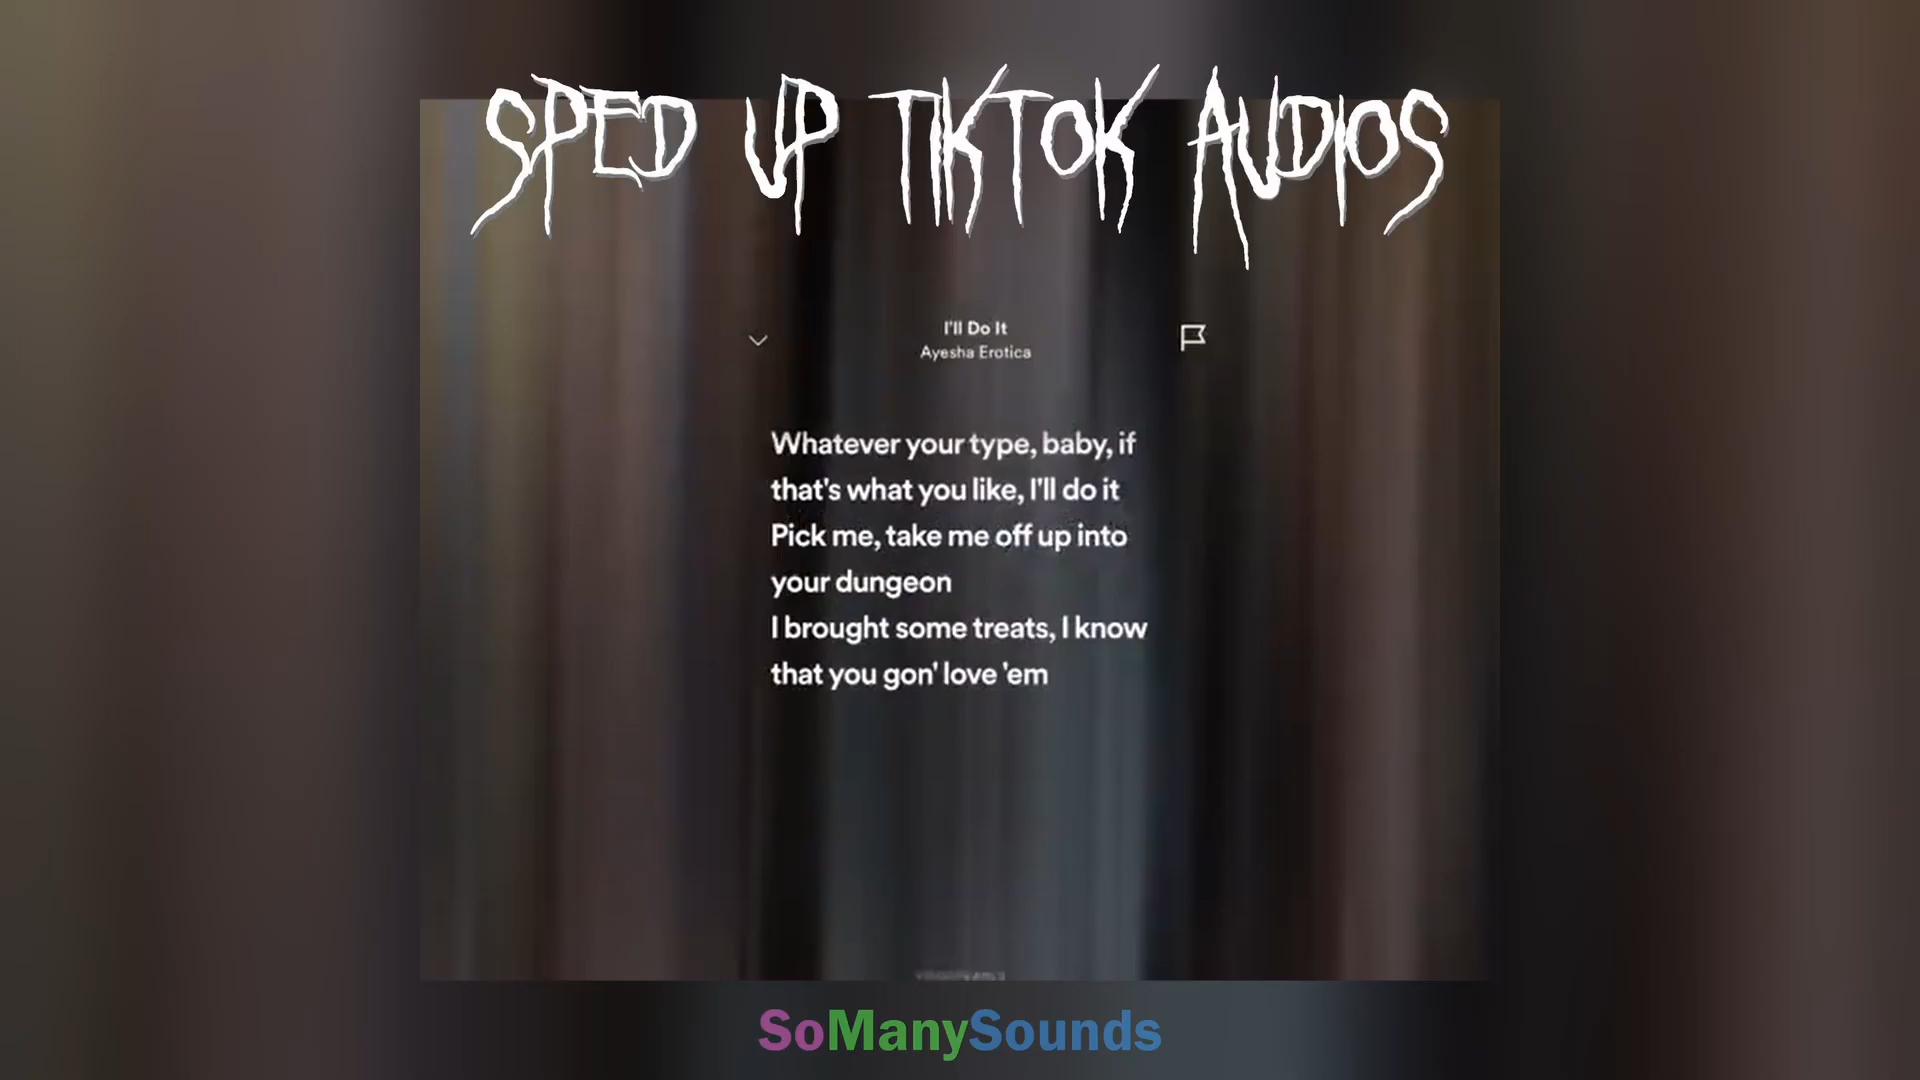 SPED UP TIKTOK AUDIOS
I'll Do It
Ayesha Erotica
Whatever your type, baby, if
that's what you like, I'll do it
Pick me, take me off up into
your dungeon
I brought some treats, I know
that you gon' love 'em
SoManySounds